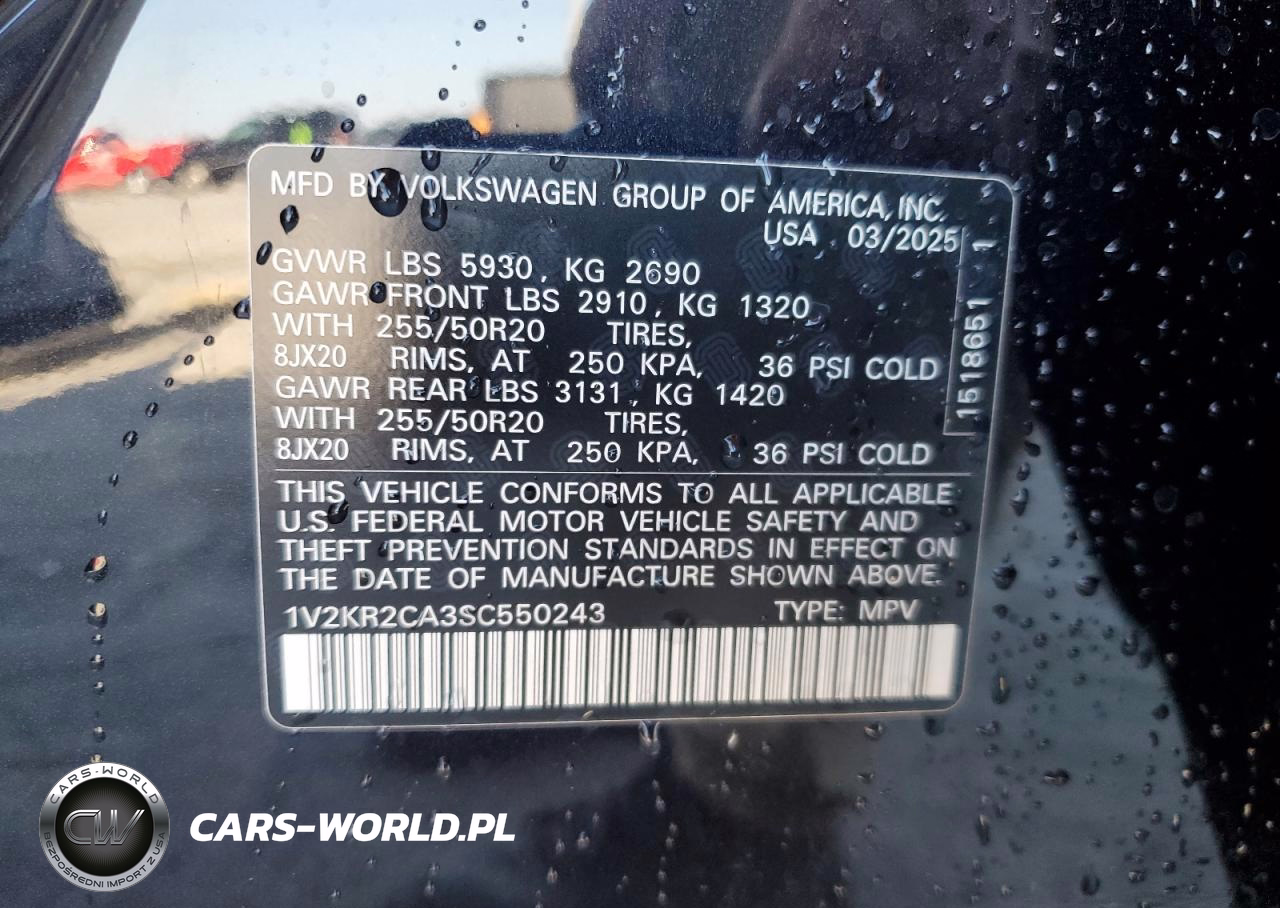 MFD BY VOLKSWAGEN GROUP OF AMERICA, INC.
USA 03/2025
GVWR LBS 5930, KG 2690
GAWR FRONT LBS 2910, KG 1320
WITH 255/50R20 TIRES,
8JX20 RIMS, AT 250 KPA, 36 PSI COLD
GAWR REAR LBS 3131, KG 1420
WITH 255/50R20 TIRES,
8JX20 RIMS, AT 250 KPA, 36 PSI COLD
1518651 1
THIS VEHICLE CONFORMS TO ALL APPLICABLE
U.S. FEDERAL MOTOR VEHICLE SAFETY AND
THEFT PREVENTION STANDARDS IN EFFECT ON
THE DATE OF MANUFACTURE SHOWN ABOVE.
1V2KR2CA3SC550243 TYPE: MPV
CARS-WORLD
CW
BEZPOŚREDNI IMPORT Z USA
CARS-WORLD.PL